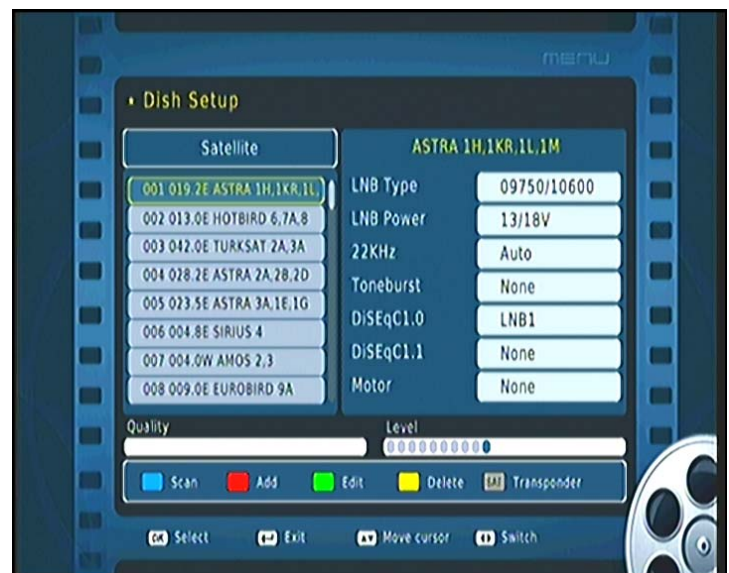 menu
Dish Setup
Satellite
001 019.2E ASTRA 1H,1KR,1L,
002 013.0E HOTBIRD 6,7A,8
003 042.0E TURKSAT 2A,3A
004 028.2E ASTRA 2A,2B,2D
005 023.5E ASTRA 3A,1E,1G
006 004.8E SIRIUS 4
007 004.0W AMOS 2,3
008 009.0E EUROBIRD 9A
ASTRA 1H,1KR,1L,1M
LNB Type 09750/10600
LNB Power 13/18V
22KHz Auto
Toneburst None
DiSEqC1.0 LNB1
DiSEqC1.1 None
Motor None
Quality Level
Scan Add Edit Delete SAT Transponder
OK Select Exit Move cursor Switch